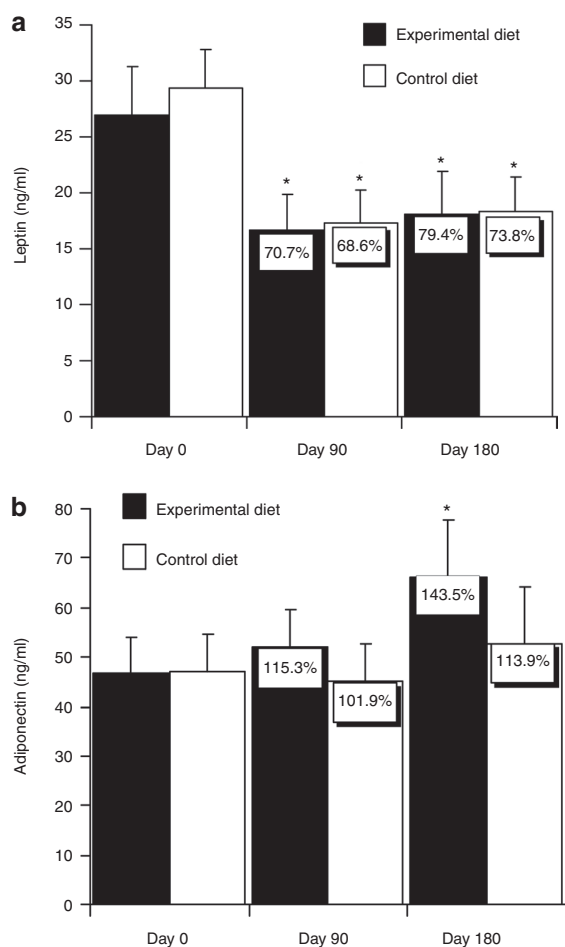 a
35
30
25
20
15
10
5
0
Leptin (ng/ml)
Experimental diet
Control diet
* * * *
70.7% 68.6% 79.4% 73.8%
Day 0 Day 90 Day 180
b
80
70
60
50
40
30
20
10
0
Adiponectin (ng/ml)
Experimental diet
Control diet
*
115.3% 101.9% 143.5% 113.9%
Day 0 Day 90 Day 180